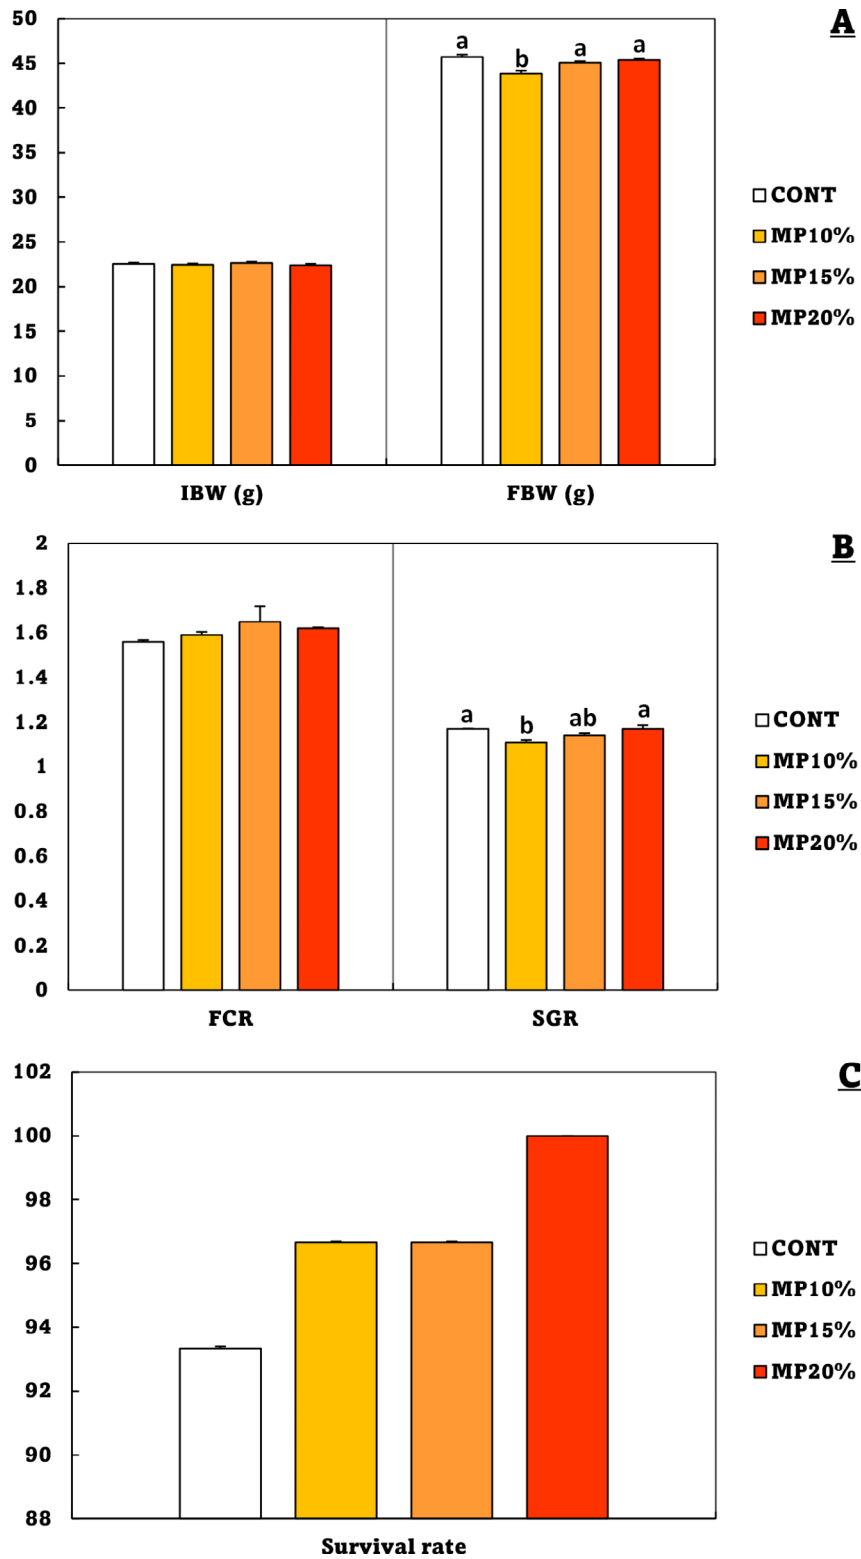 A
50
45
40
35
30
25
20
15
10
5
0
a b a a
IBW (g) FBW (g)
CONT
MP10%
MP15%
MP20%
B
2
1.8
1.6
1.4
1.2
1
0.8
0.6
0.4
0.2
0
a b ab a
FCR SGR
CONT
MP10%
MP15%
MP20%
C
102
100
98
96
94
92
90
88
Survival rate
CONT
MP10%
MP15%
MP20%